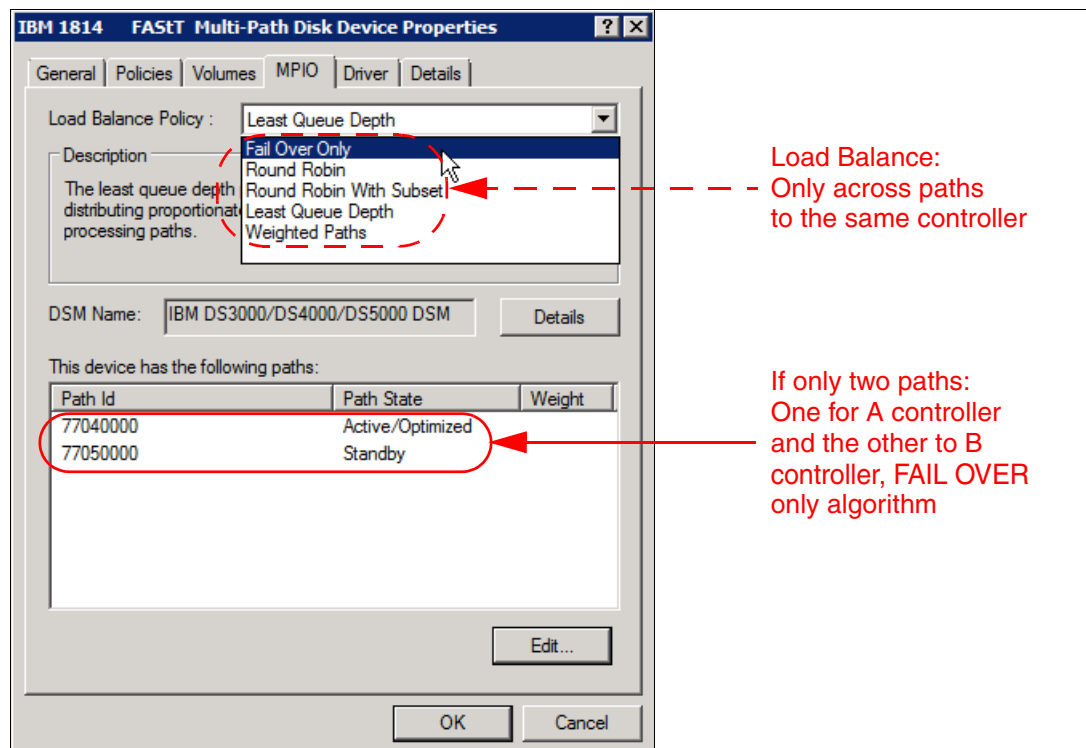 IBM 1814 FAStT Multi-Path Disk Device Properties
General Policies Volumes MPIO Driver Details
Load Balance Policy : Least Queue Depth
Fail Over Only
Round Robin
Round Robin With Subset
Least Queue Depth
Weighted Paths
Description
The least queue depth
distributing proportionat
processing paths.
Load Balance:
Only across paths
to the same controller
DSM Name: IBM DS3000/DS4000/DS5000 DSM Details
This device has the following paths:
Path Id Path State Weight
77040000 Active/Optimized
77050000 Standby
If only two paths:
One for A controller
and the other to B
controller, FAIL OVER
only algorithm
Edit...
OK Cancel